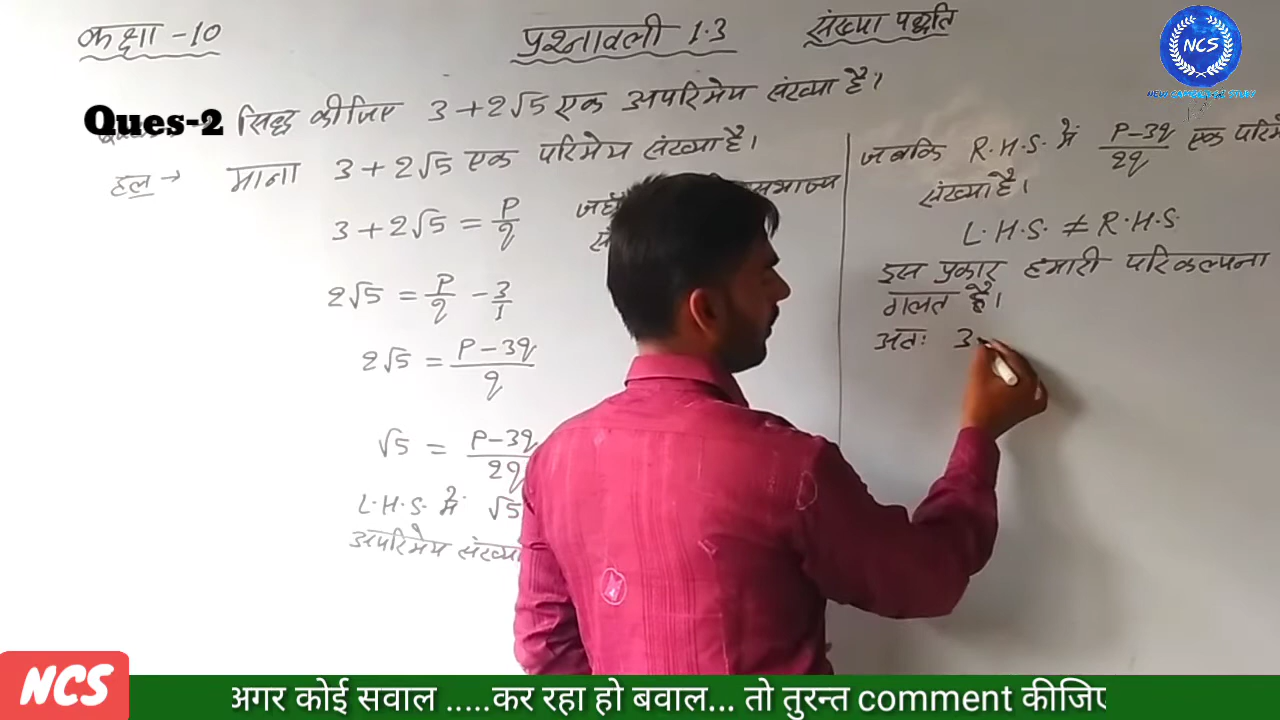 कक्षा -10
प्रश्नावली 1.3
संख्या पद्धति
NCS
NEW CAMBRIDGE STUDY
Ques-2 सिद्ध कीजिए 3+2√5 एक अपरिमेय संख्या है।
हल → माना 3+2√5 एक परिमेय संख्या है।
3+2√5 = P/q
2√5 = P/q - 3/1
2√5 = P-3q/q
√5 = P-3q/2q
L.H.S. में √5
अपरिमेय संख्या
जबकि R.H.S. में P-3q/2q एक
संख्या है।
L.H.S. ≠ R.H.S.
इस प्रकार हमारी परिकल्पना
गलत है।
अतः 3
NCS
अगर कोई सवाल .....कर रहा हो बवाल... तो तुरन्त comment कीजिए